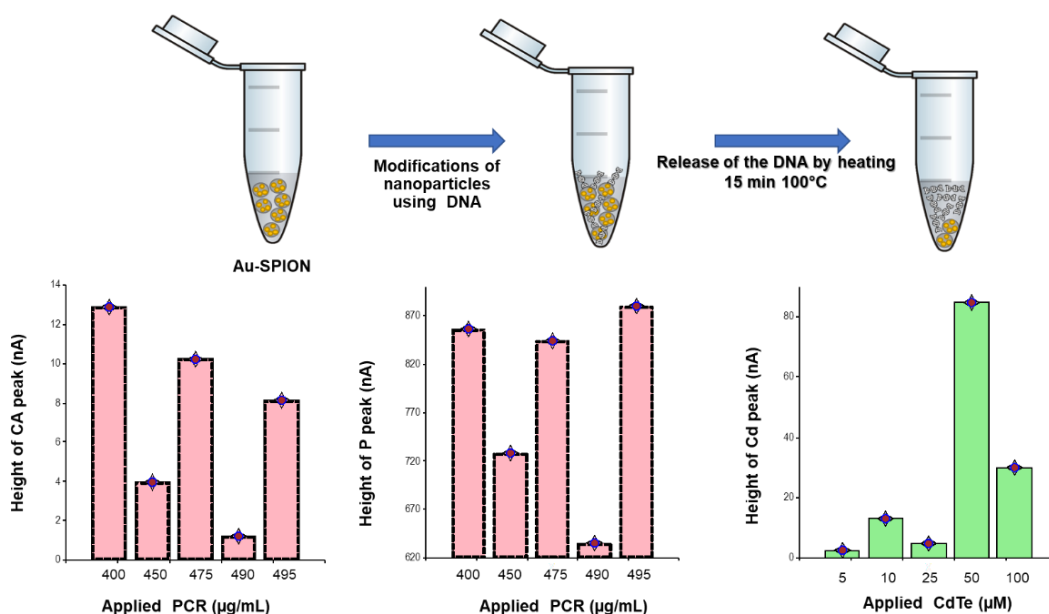 Au-SPION
Modifications of
nanoparticles
using DNA
Release of the DNA by heating
15 min 100°C
Height of CA peak (nA)
14
12
10
8
6
4
2
0
400 450 475 490 495
Applied PCR (µg/mL)
Height of P peak (nA)
870
820
770
720
670
620
400 450 475 490 495
Applied PCR (µg/mL)
Height of Cd peak (nA)
80
60
40
20
0
5 10 25 50 100
Applied CdTe (µM)